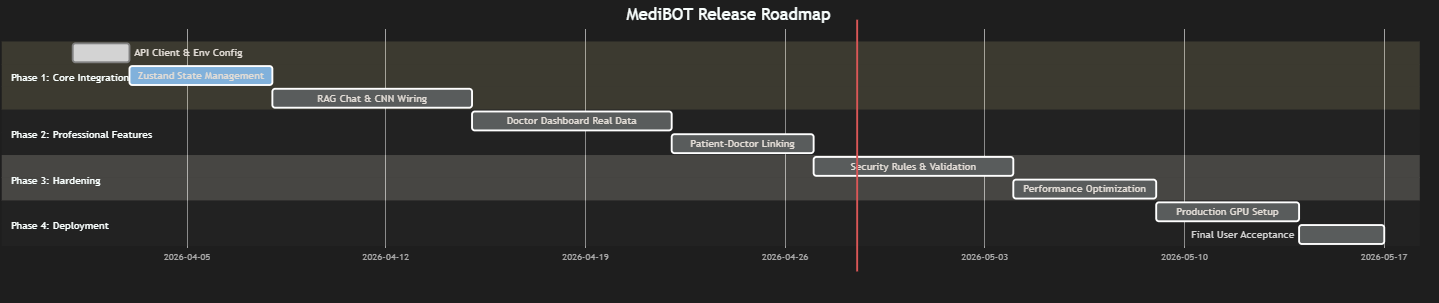 MediBOT Release Roadmap
API Client & Env Config
Phase 1: Core Integration
Zustand State Management
RAG Chat & CNN Wiring
Doctor Dashboard Real Data
Phase 2: Professional Features
Patient-Doctor Linking
Security Rules & Validation
Phase 3: Hardening
Performance Optimization
Production GPU Setup
Phase 4: Deployment
Final User Acceptance
2026-04-05
2026-04-12
2026-04-19
2026-04-26
2026-05-03
2026-05-10
2026-05-17